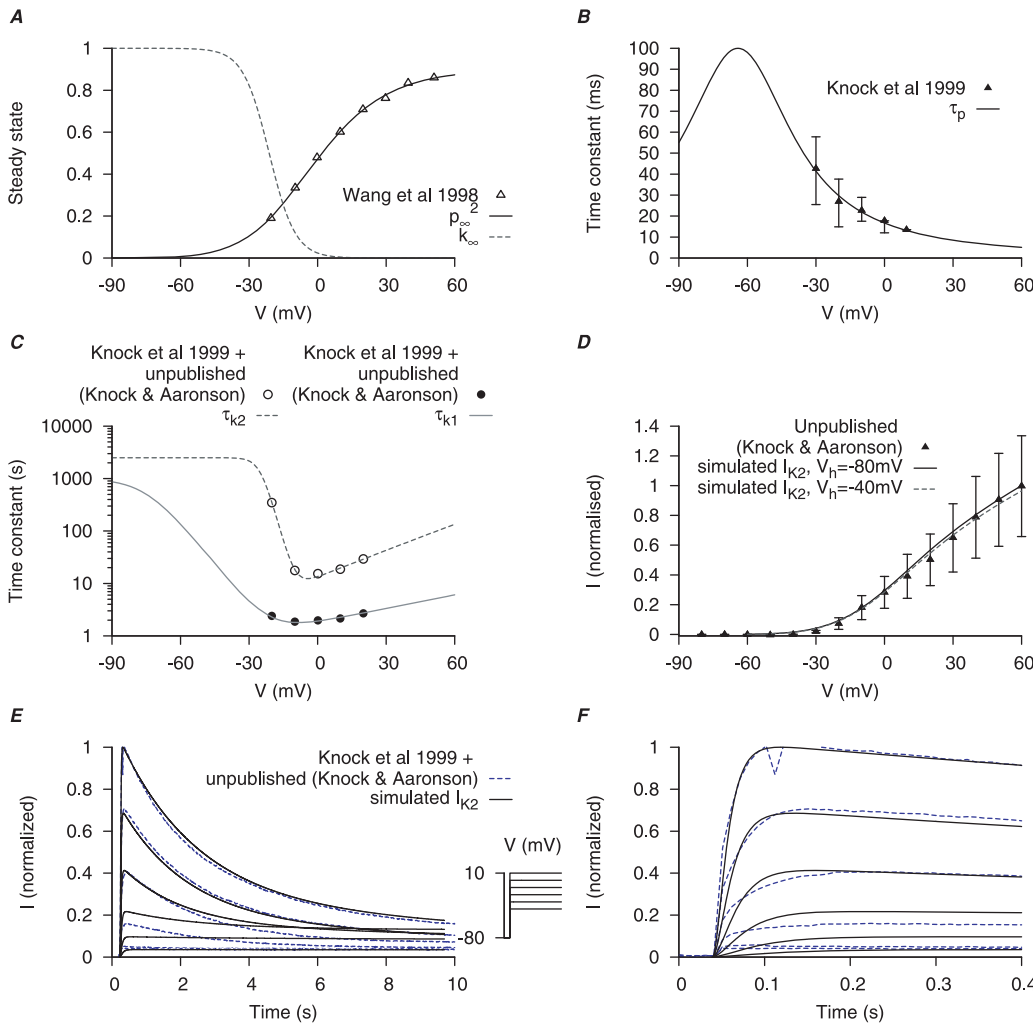 A
Steady state
1
0.8
0.6
0.4
0.2
0
-90
-60
-30
0
30
60
V (mV)
Wang et al 1998
p∞²
k∞
B
Time constant (ms)
100
90
80
70
60
50
40
30
20
10
0
-90
-60
-30
0
30
60
V (mV)
Knock et al 1999
τp
C
Knock et al 1999 +
unpublished
(Knock & Aaronson)
τk2
Knock et al 1999 +
unpublished
(Knock & Aaronson)
τk1
Time constant (s)
10000
1000
100
10
1
-90
-60
-30
0
30
60
V (mV)
D
Unpublished
(Knock & Aaronson)
simulated IK2, Vh=-80mV
simulated IK2, Vh=-40mV
I (normalised)
1.4
1.2
1
0.8
0.6
0.4
0.2
0
-90
-60
-30
0
30
60
V (mV)
E
Knock et al 1999 +
unpublished (Knock & Aaronson)
simulated IK2
I (normalized)
1
0.8
0.6
0.4
0.2
0
0
2
4
6
8
10
Time (s)
V (mV)
10
-80
F
I (normalized)
1
0.8
0.6
0.4
0.2
0
0
0.1
0.2
0.3
0.4
Time (s)